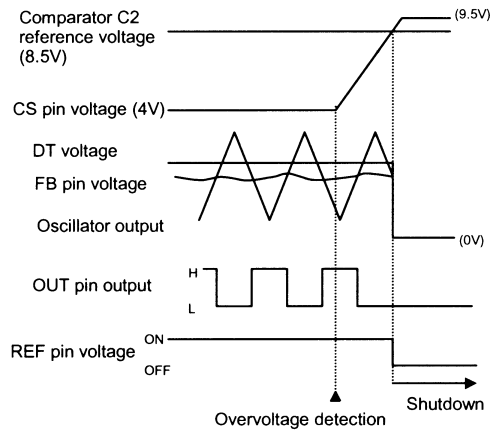 Comparator C2
reference voltage
(8.5V)
(9.5V)
CS pin voltage (4V)
DT voltage
FB pin voltage
Oscillator output
(0V)
OUT pin output
H
L
REF pin voltage
ON
OFF
Shutdown
Overvoltage detection